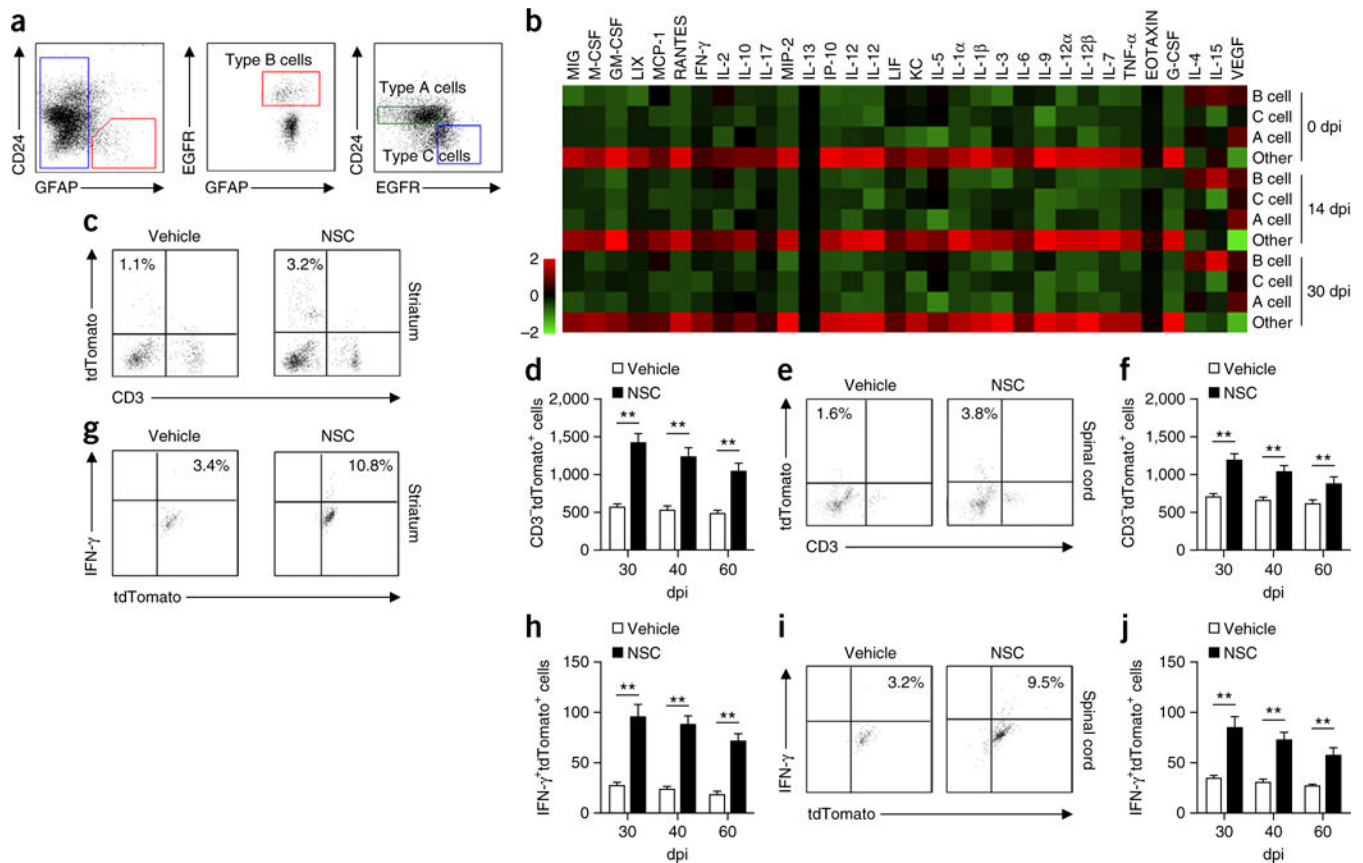 a
CD24
GFAP
EGFR
Type B cells
GFAP
CD24
Type A cells
Type C cells
EGFR
b
MIG
M-CSF
GM-CSF
LIX
MCP-1
RANTES
IFN-γ
IL-2
IL-10
IL-17
MIP-2
IL-13
IP-10
IL-12
IL-12
LIF
KC
IL-5
IL-1α
IL-1β
IL-3
IL-6
IL-9
IL-12α
IL-12β
IL-7
TNF-α
EOTAXIN
G-CSF
IL-4
IL-15
VEGF
B cell
C cell
A cell
Other
0 dpi
B cell
C cell
A cell
Other
14 dpi
B cell
C cell
A cell
Other
30 dpi
2
0
−2
c
Vehicle
NSC
1.1%
3.2%
tdTomato
CD3
Striatum
d
Vehicle
NSC
CD3⁻tdTomato⁺ cells
2,000
1,500
1,000
500
0
**
**
**
30 40 60
dpi
e
Vehicle
NSC
1.6%
3.8%
tdTomato
CD3
Spinal cord
f
Vehicle
NSC
CD3⁻tdTomato⁺ cells
2,000
1,500
1,000
500
0
**
**
**
30 40 60
dpi
g
Vehicle
NSC
3.4%
10.8%
IFN-γ
tdTomato
Striatum
h
Vehicle
NSC
IFN-γ⁺tdTomato⁺ cells
150
100
50
0
**
**
**
30 40 60
dpi
i
Vehicle
NSC
3.2%
9.5%
IFN-γ
tdTomato
Spinal cord
j
Vehicle
NSC
IFN-γ⁺tdTomato⁺ cells
150
100
50
0
**
**
**
30 40 60
dpi